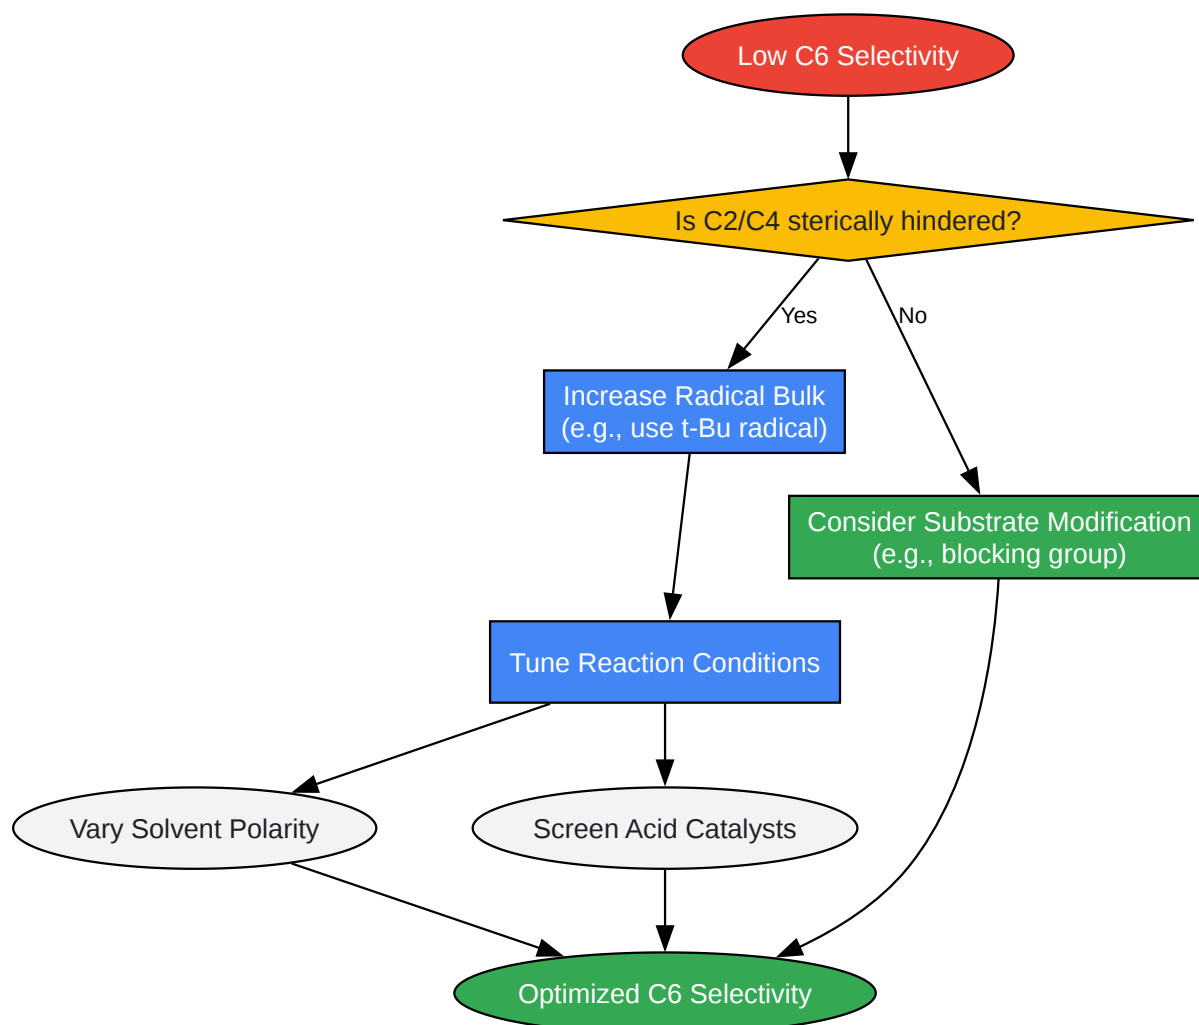 Low C6 Selectivity
Is C2/C4 sterically hindered?
Yes
No
Increase Radical Bulk
(e.g., use t-Bu radical)
Consider Substrate Modification
(e.g., blocking group)
Tune Reaction Conditions
Vary Solvent Polarity
Screen Acid Catalysts
Optimized C6 Selectivity